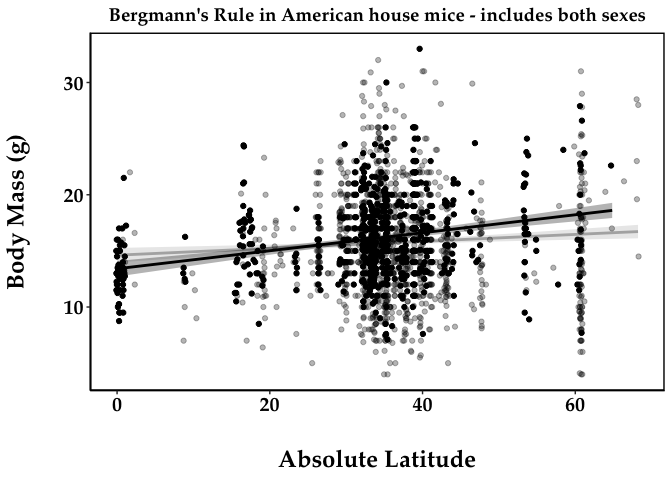 Bergmann's Rule in American house mice - includes both sexes
30
20
10
Body Mass (g)
0 20 40 60
Absolute Latitude